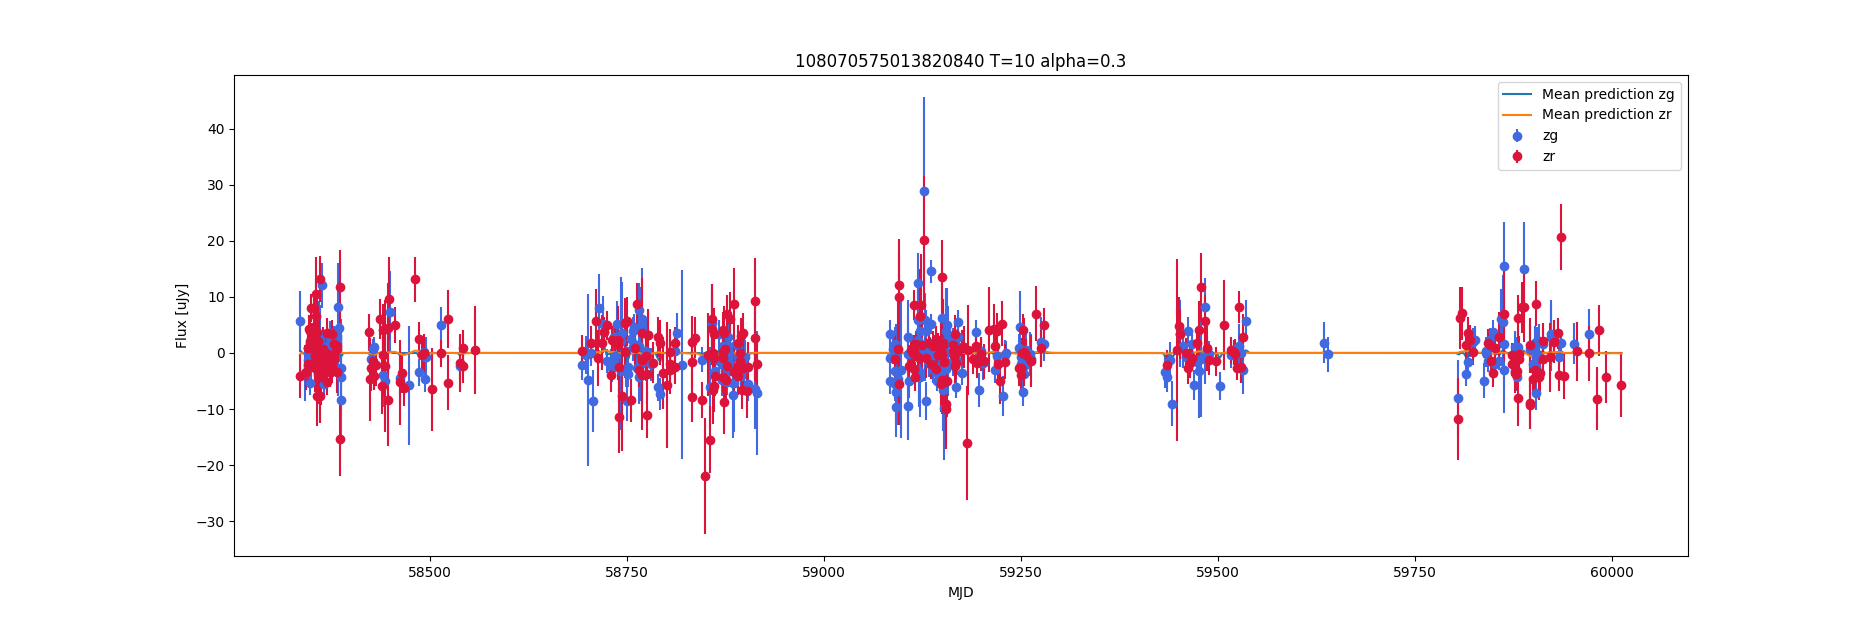 108070575013820840 T=10 alpha=0.3
Mean prediction zg
Mean prediction zr
zg
zr
Flux [uJy]
40
30
20
10
0
−10
−20
−30
58500
58750
59000
59250
59500
59750
60000
MJD